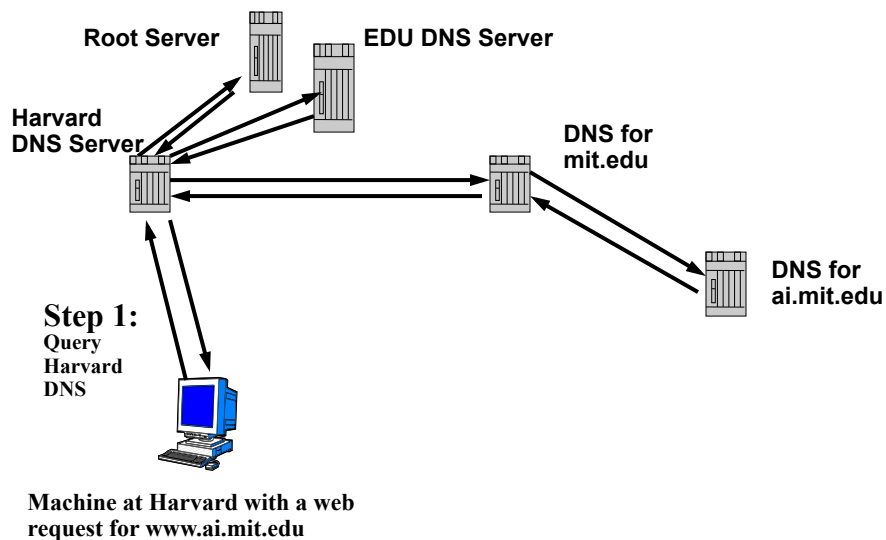 Root Server
EDU DNS Server
Harvard
DNS Server
DNS for
mit.edu
DNS for
ai.mit.edu
Step 1:
Query
Harvard
DNS
Machine at Harvard with a web
request for www.ai.mit.edu